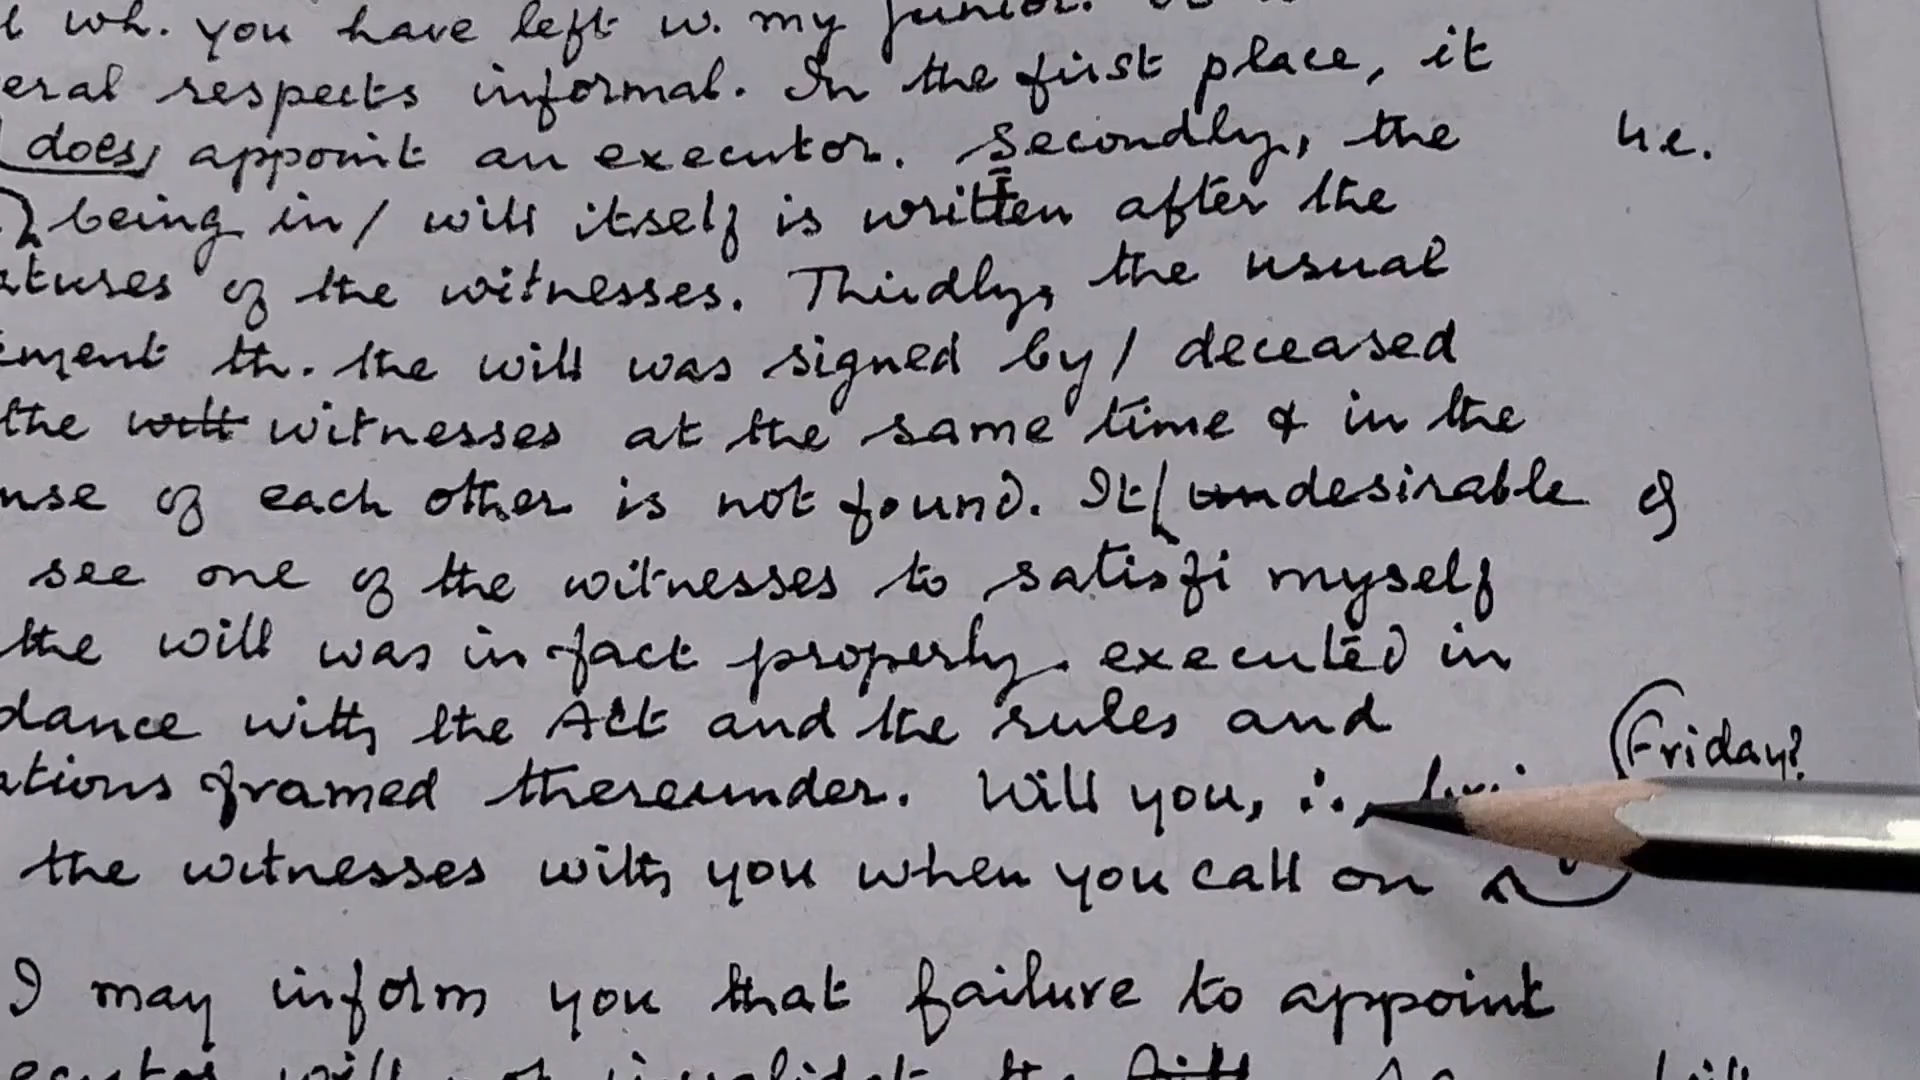 wh. you have left w. my junior.
eral respects informal. In the first place, it
does, appoint an executor. Secondly, the u.c.
being in/ will itself is written after the
atures of the witnesses. Thirdly, the usual
ement th. the will was signed by/ deceased
the will witnesses at the same time & in the
nse of each other is not found. It/ undesirable of
see one of the witnesses to satisfi myself
the will was in fact properly executed in
dance with the Act and the rules and
Friday?
ations framed thereunder. Will you, ∴,
the witnesses with you when you call on
I may inform you that failure to appoint